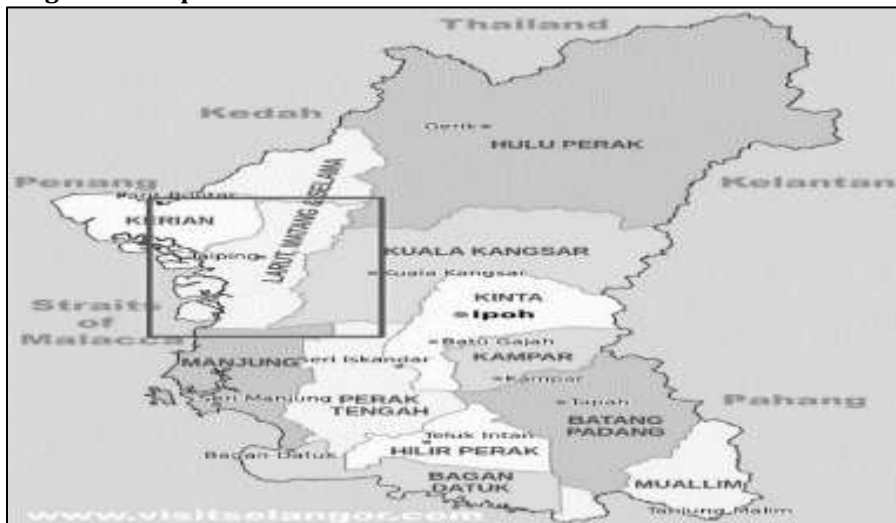 Thailand
Kedah
Gerik
HULU PERAK
Penang
Parit Buntar
Kelantan
KERIAN
LARUT, MATANG & SELAMA
Taiping
KUALA KANGSAR
Kuala Kangsar
Straits
of
Malacca
KINTA
Ipoh
Batu Gajah
MANJUNG
Seri Iskandar
KAMPAR
Kampar
Seri Manjung
PERAK
TENGAH
Tapah
Pahang
BATANG
PADANG
Teluk Intan
Bagan Datuk
HILIR PERAK
BAGAN
DATUK
MUALLIM
Tanjung Malim
www.visitselangor.com